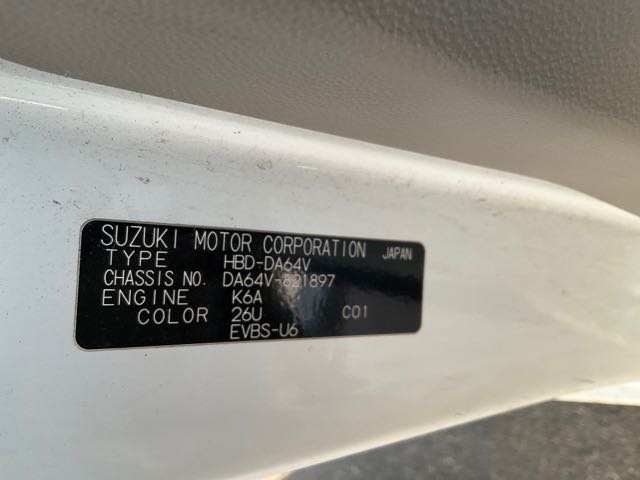 SUZUKI MOTOR CORPORATION JAPAN
TYPE HBD-DA64V
CHASSIS NO. DA64V-821897
ENGINE K6A
COLOR 26U C01
EVBS-U6